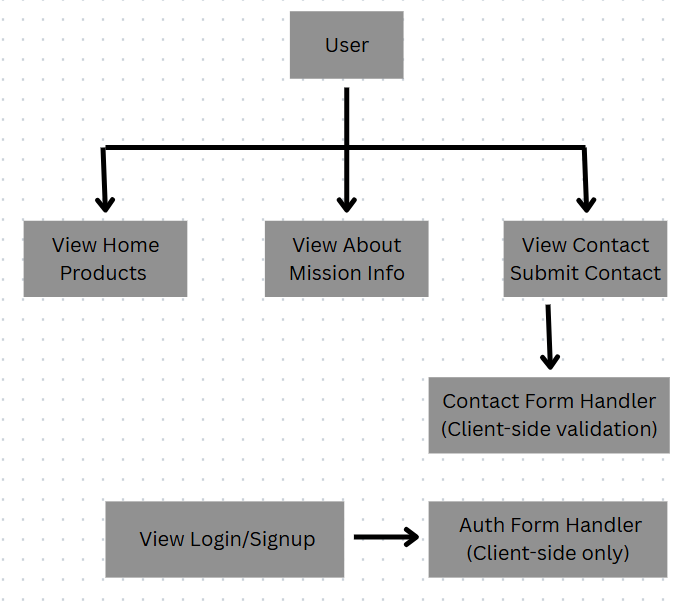 User
View Home
Products
View About
Mission Info
View Contact
Submit Contact
Contact Form Handler
(Client-side validation)
View Login/Signup
Auth Form Handler
(Client-side only)